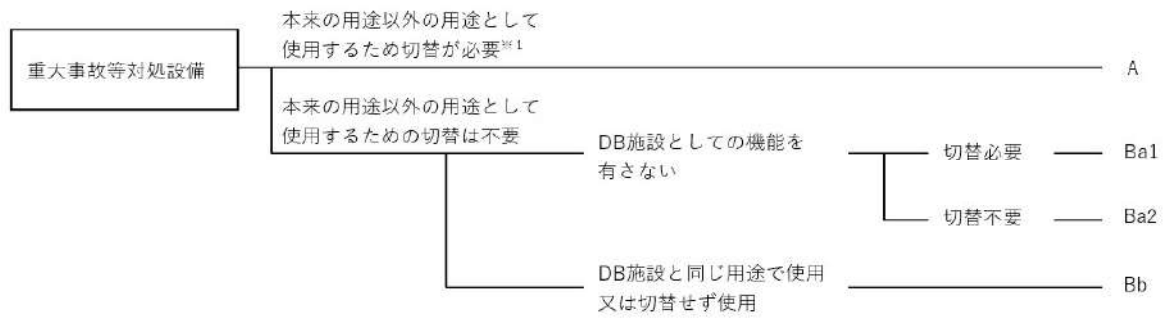 本来の用途以外の用途として
使用するため切替が必要※1
重大事故等対処設備
A
本来の用途以外の用途として
使用するための切替は不要
DB施設としての機能を
有さない
切替必要
Ba1
切替不要
Ba2
DB施設と同じ用途で使用
又は切替せず使用
Bb